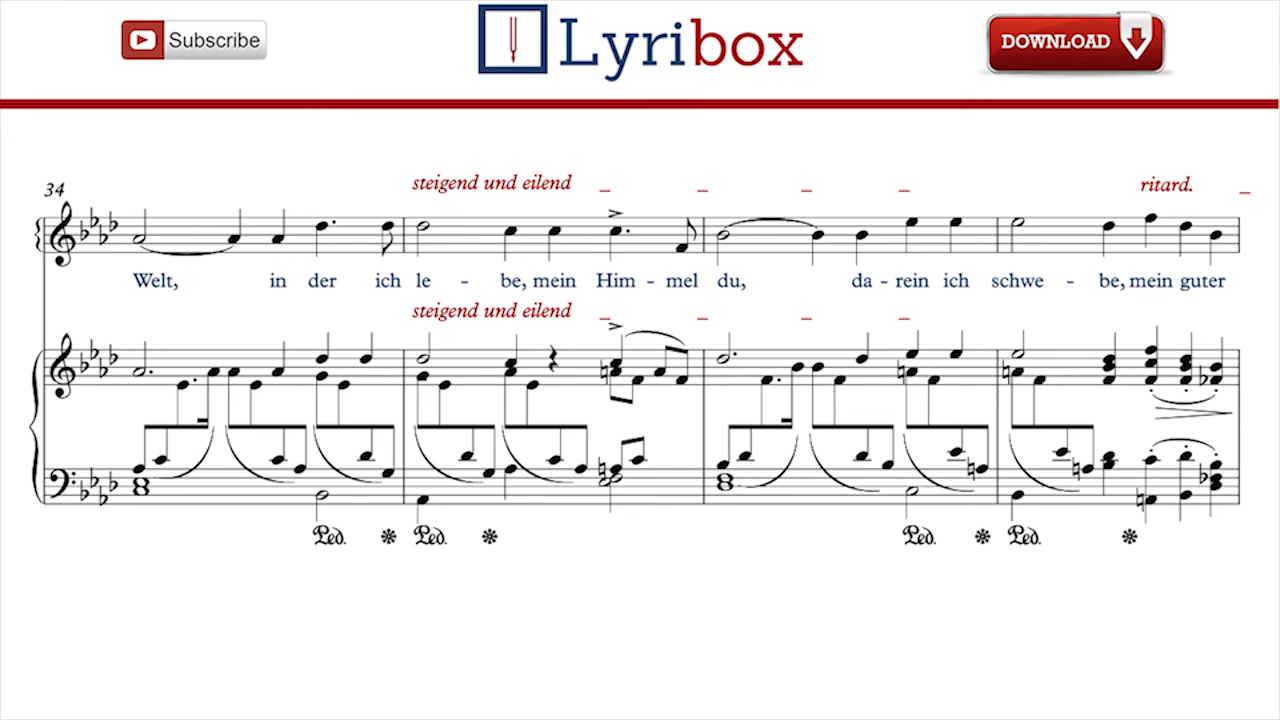 Subscribe
Lyribox
DOWNLOAD
34
steigend und eilend _ _ _ _ ritard. _
Welt, in der ich le - be, mein Him - mel du, da - rein ich schwe - be, mein guter
steigend und eilend _ _ _ _
Ped. Ped. Ped. Ped.